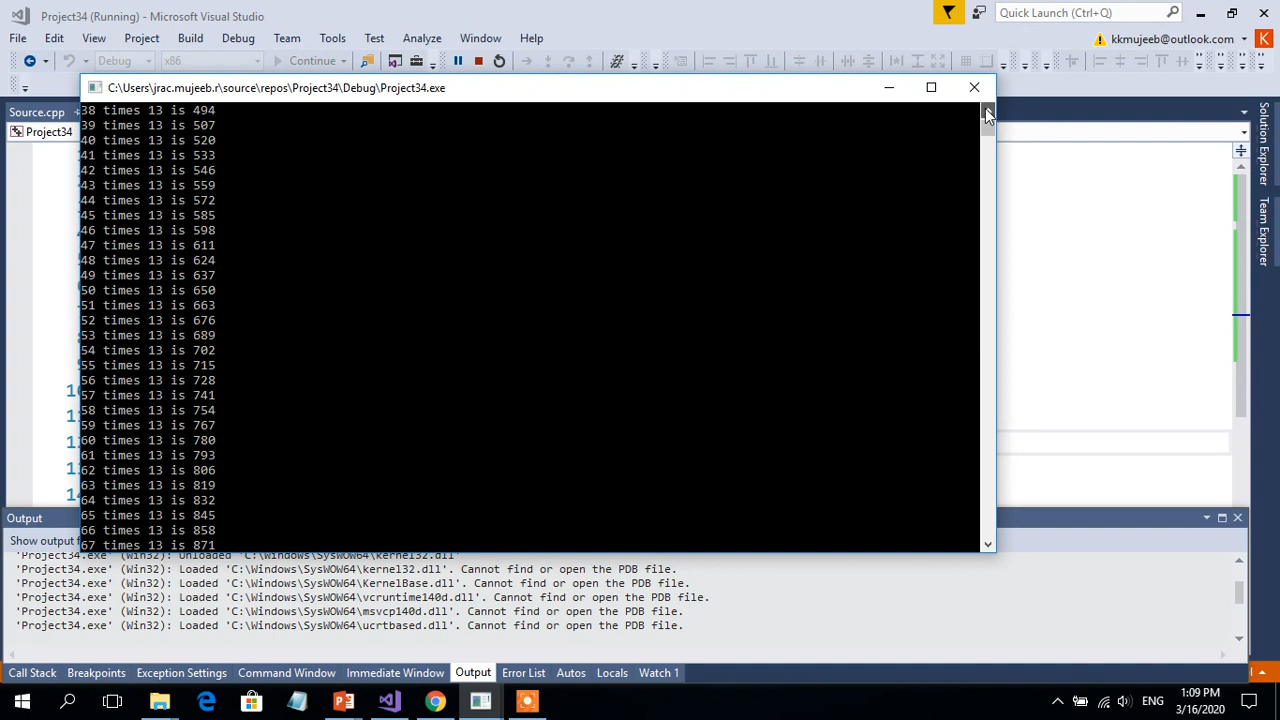 Project34 (Running) - Microsoft Visual Studio
Quick Launch (Ctrl+Q)
File Edit View Project Build Debug Team Tools Test Analyze Window Help
kkmujeeb@outlook.com K
Debug x86 Continue
C:\Users\jrac.mujeeb.r\source\repos\Project34\Debug\Project34.exe
Source.cpp
Project34
38 times 13 is 494
39 times 13 is 507
40 times 13 is 520
41 times 13 is 533
42 times 13 is 546
43 times 13 is 559
44 times 13 is 572
45 times 13 is 585
46 times 13 is 598
47 times 13 is 611
48 times 13 is 624
49 times 13 is 637
50 times 13 is 650
51 times 13 is 663
52 times 13 is 676
53 times 13 is 689
54 times 13 is 702
55 times 13 is 715
56 times 13 is 728
57 times 13 is 741
58 times 13 is 754
59 times 13 is 767
60 times 13 is 780
61 times 13 is 793
62 times 13 is 806
63 times 13 is 819
64 times 13 is 832
65 times 13 is 845
66 times 13 is 858
67 times 13 is 871
Solution Explorer
Team Explorer
Output
Show output f
'Project34.exe' (Win32): Unloaded 'C:\Windows\SysWOW64\kernel32.dll'
'Project34.exe' (Win32): Loaded 'C:\Windows\SysWOW64\kernel32.dll'. Cannot find or open the PDB file.
'Project34.exe' (Win32): Loaded 'C:\Windows\SysWOW64\KernelBase.dll'. Cannot find or open the PDB file.
'Project34.exe' (Win32): Loaded 'C:\Windows\SysWOW64\vcruntime140d.dll'. Cannot find or open the PDB file.
'Project34.exe' (Win32): Loaded 'C:\Windows\SysWOW64\msvcp140d.dll'. Cannot find or open the PDB file.
'Project34.exe' (Win32): Loaded 'C:\Windows\SysWOW64\ucrtbased.dll'. Cannot find or open the PDB file.
Call Stack Breakpoints Exception Settings Command Window Immediate Window Output Error List Autos Locals Watch 1
ENG
1:09 PM
3/16/2020